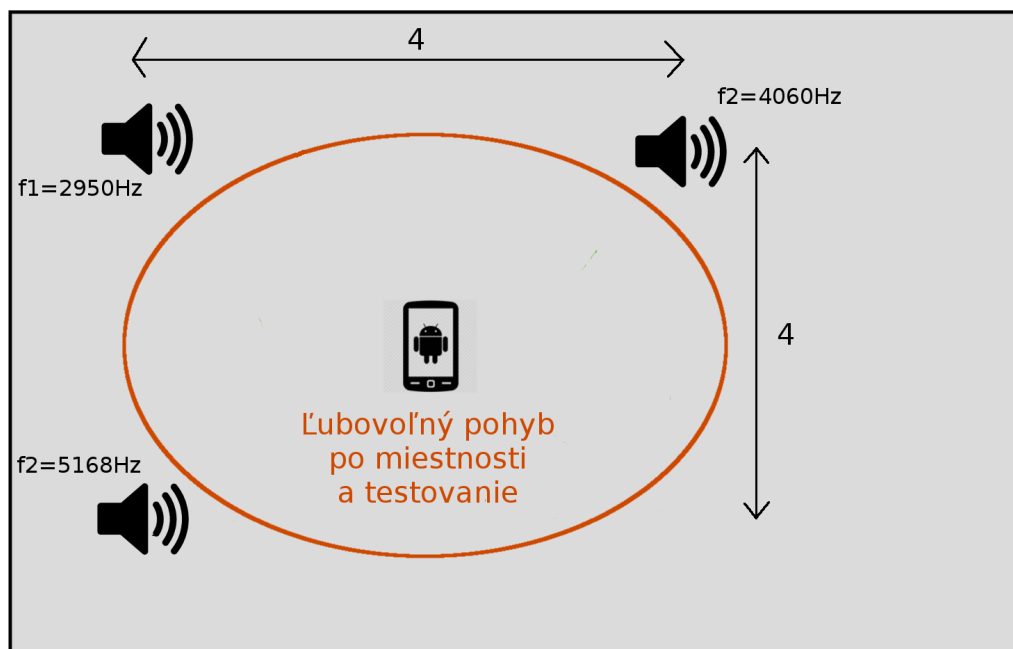 4
f2=4060Hz
f1=2950Hz
4
Ľubovoľný pohyb
po miestnosti
a testovanie
f2=5168Hz